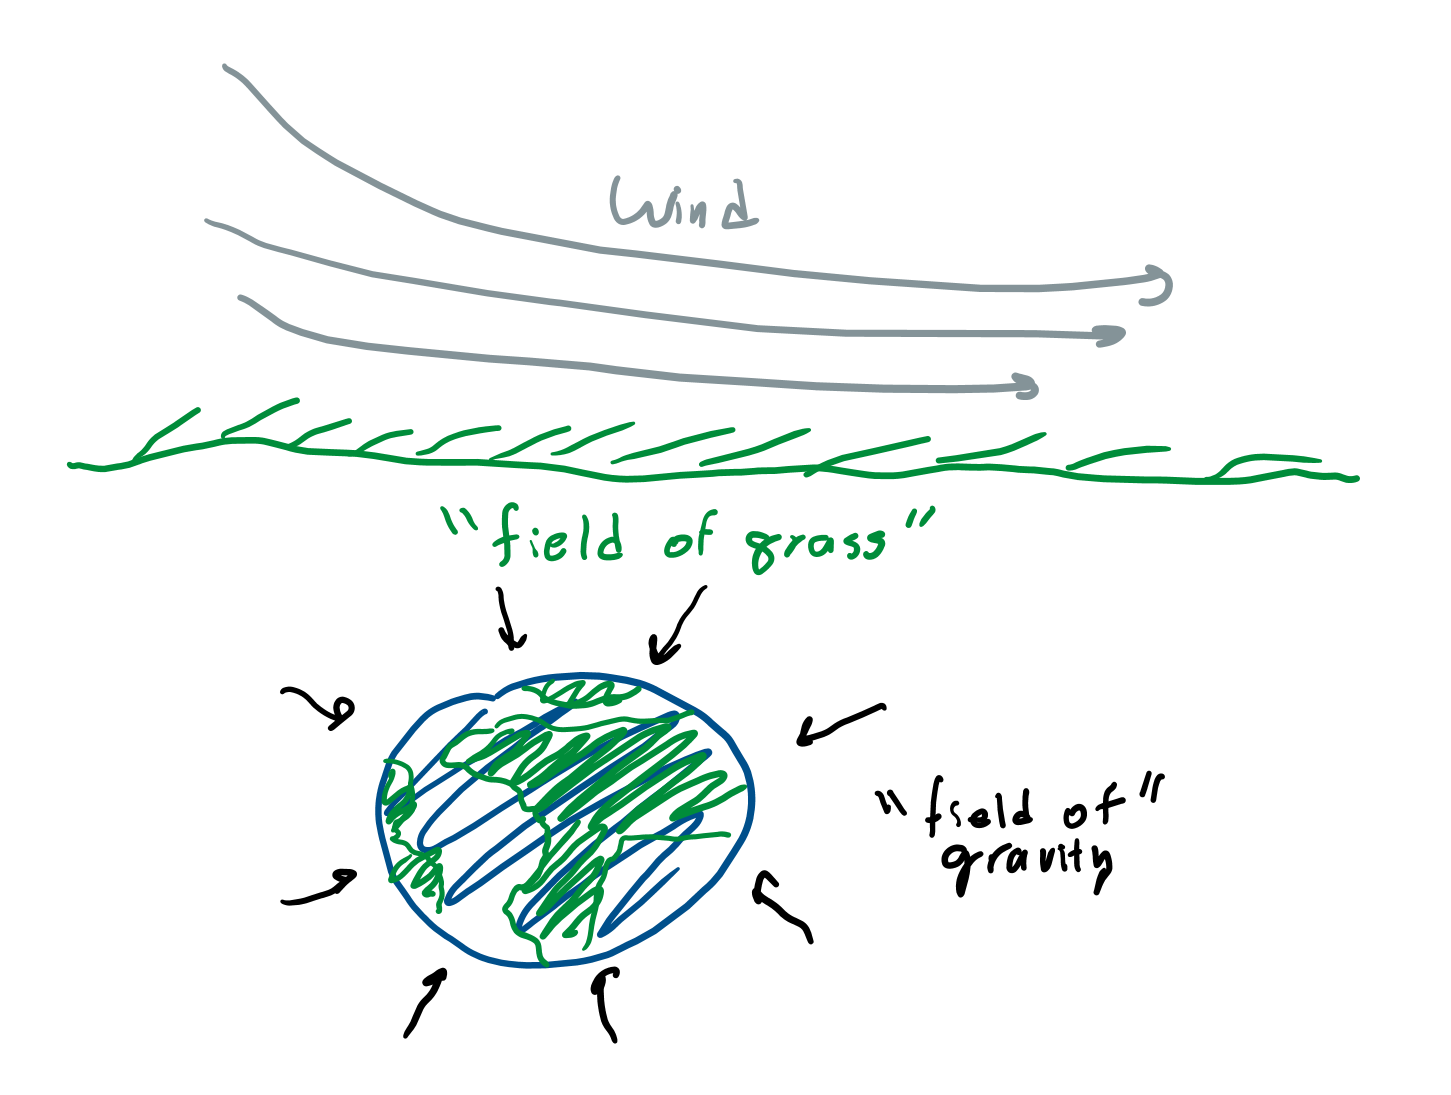 Wind
"field of grass"
"field of"
gravity